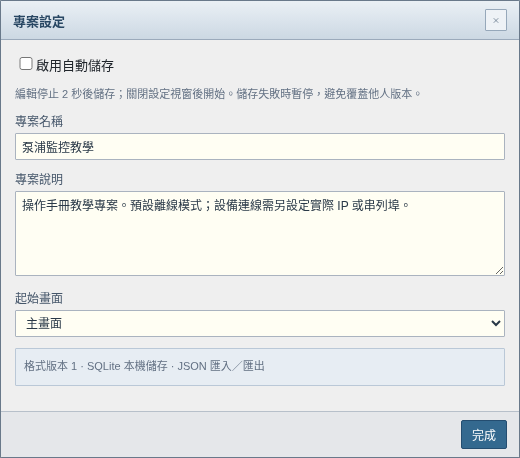 專案設定
×
啟用自動儲存
編輯停止 2 秒後儲存；關閉設定視窗後開始。儲存失敗時暫停，避免覆蓋他人版本。
專案名稱
泵浦監控教學
專案說明
操作手冊教學專案。預設離線模式；設備連線需另設定實際 IP 或串列埠。
起始畫面
主畫面
格式版本 1 · SQLite 本機儲存 · JSON 匯入／匯出
完成